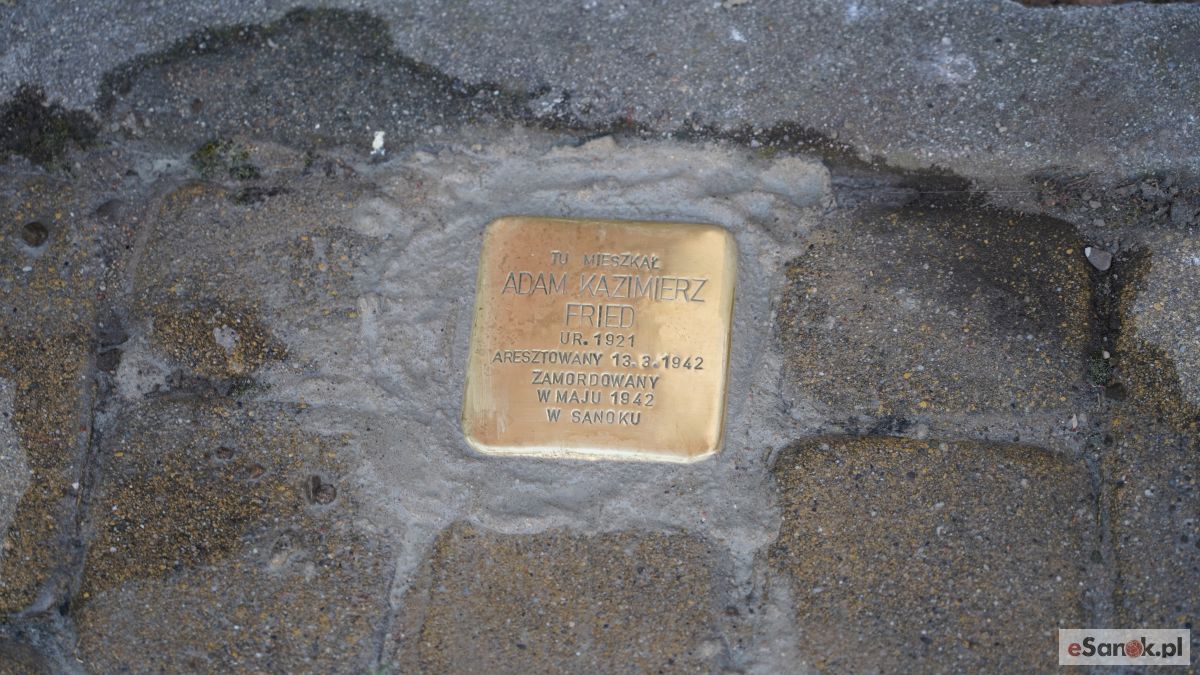 TU MIESZKAŁ
ADAM KAZIMIERZ
FRIED
UR. 1921
ARESZTOWANY 13.3.1942
ZAMORDOWANY
W MAJU 1942
W SANOKU
eSanok.pl